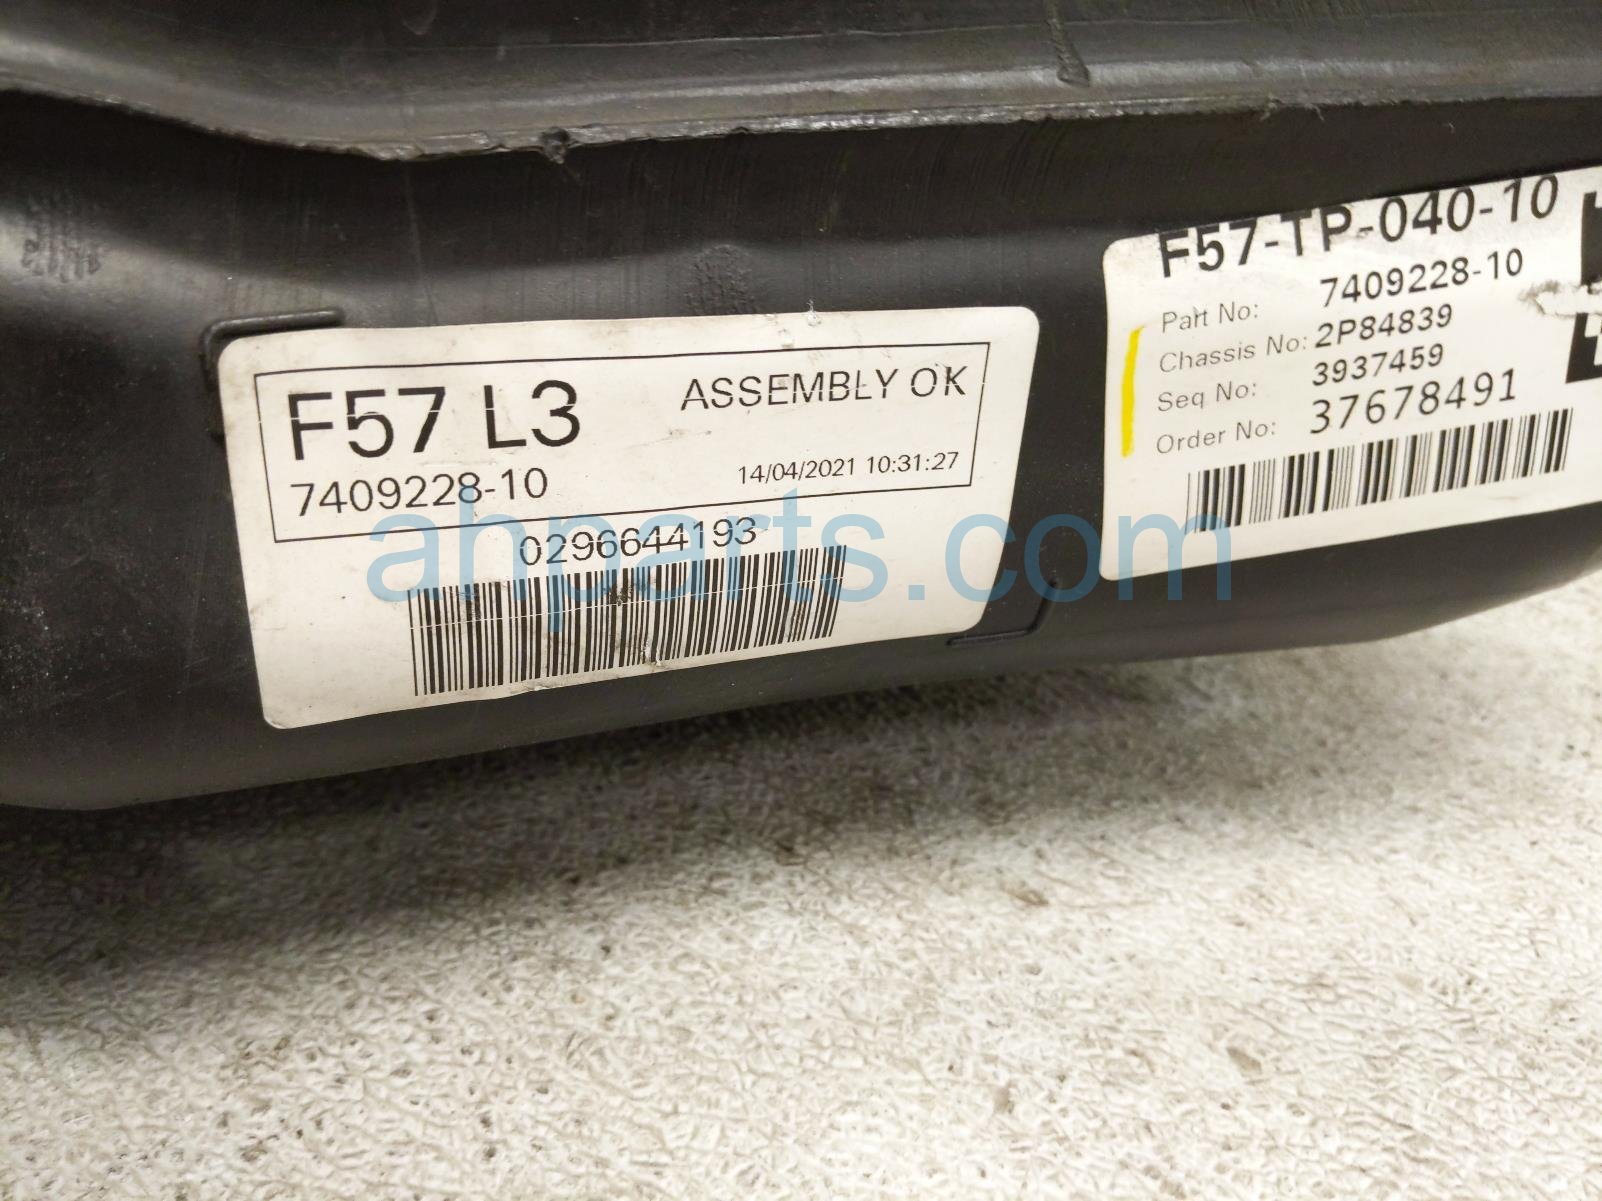 F57 L3
ASSEMBLY OK
7409228-10
14/04/2021 10:31:27
0296644193
F57-TP-040-10
Part No: 7409228-10
Chassis No: 2P84839
Seq No: 3937459
Order No: 37678491
ahparts.com